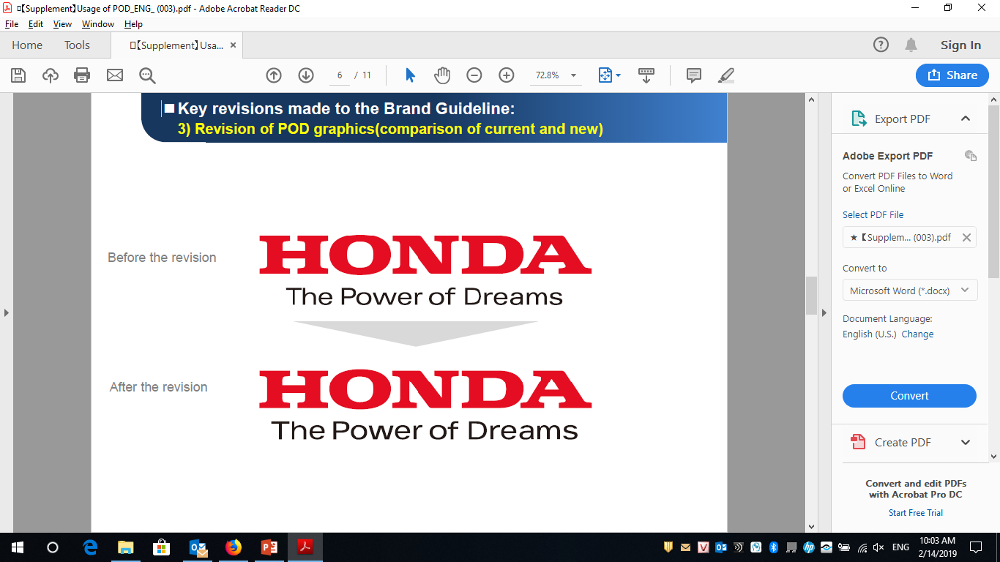 【Supplement】Usage of POD_ENG_ (003).pdf - Adobe Acrobat Reader DC
File Edit View Window Help
Home Tools 【Supplement】Usa... × ? Sign In
6 / 11 72.8% Share
■ Key revisions made to the Brand Guideline:
3) Revision of POD graphics(comparison of current and new)
Before the revision
HONDA
The Power of Dreams
After the revision
HONDA
The Power of Dreams
Export PDF
Adobe Export PDF
Convert PDF Files to Word
or Excel Online
Select PDF File
★【Supplem... (003).pdf
Convert to
Microsoft Word (*.docx)
Document Language:
English (U.S.) Change
Convert
Create PDF
Convert and edit PDFs
with Acrobat Pro DC
Start Free Trial
ENG
10:03 AM
2/14/2019